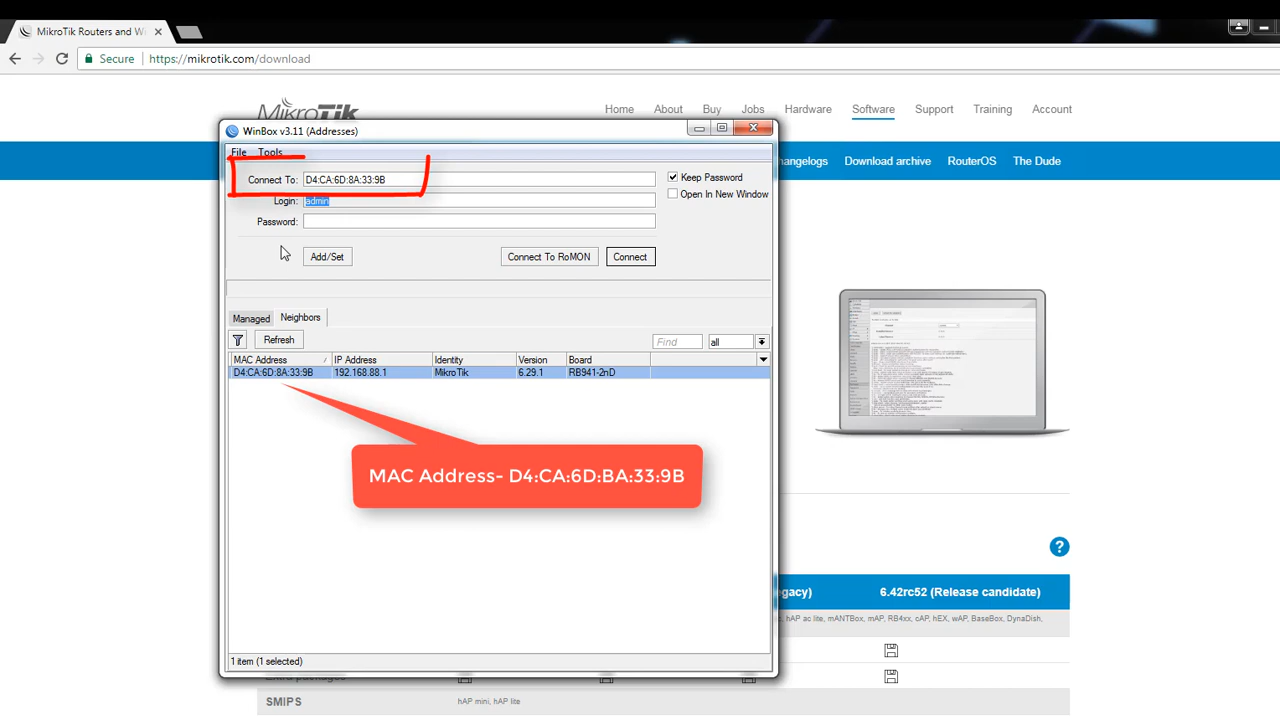 MikroTik Routers and W
Secure
https://mikrotik.com/download
MikroTik
Home
About
Buy
Jobs
Hardware
Software
Support
Training
Account
hangelogs
Download archive
RouterOS
The Dude
WinBox v3.11 (Addresses)
File
Tools
Connect To:
D4:CA:6D:8A:33:9B
Keep Password
Login:
admin
Open In New Window
Password:
Add/Set
Connect To RoMON
Connect
Managed
Neighbors
Refresh
Find
all
MAC Address
IP Address
Identity
Version
Board
D4:CA:6D:8A:33:9B
192.168.88.1
MikroTik
6.29.1
RB941-2nD
MAC Address- D4:CA:6D:BA:33:9B
egacy)
6.42rc52 (Release candidate)
hAP ac lite, mANTBox, mAP, RB4xx, cAP, hEX, wAP, BaseBox, DynaDish,
1 item (1 selected)
Extra packages
SMIPS
hAP mini, hAP lite